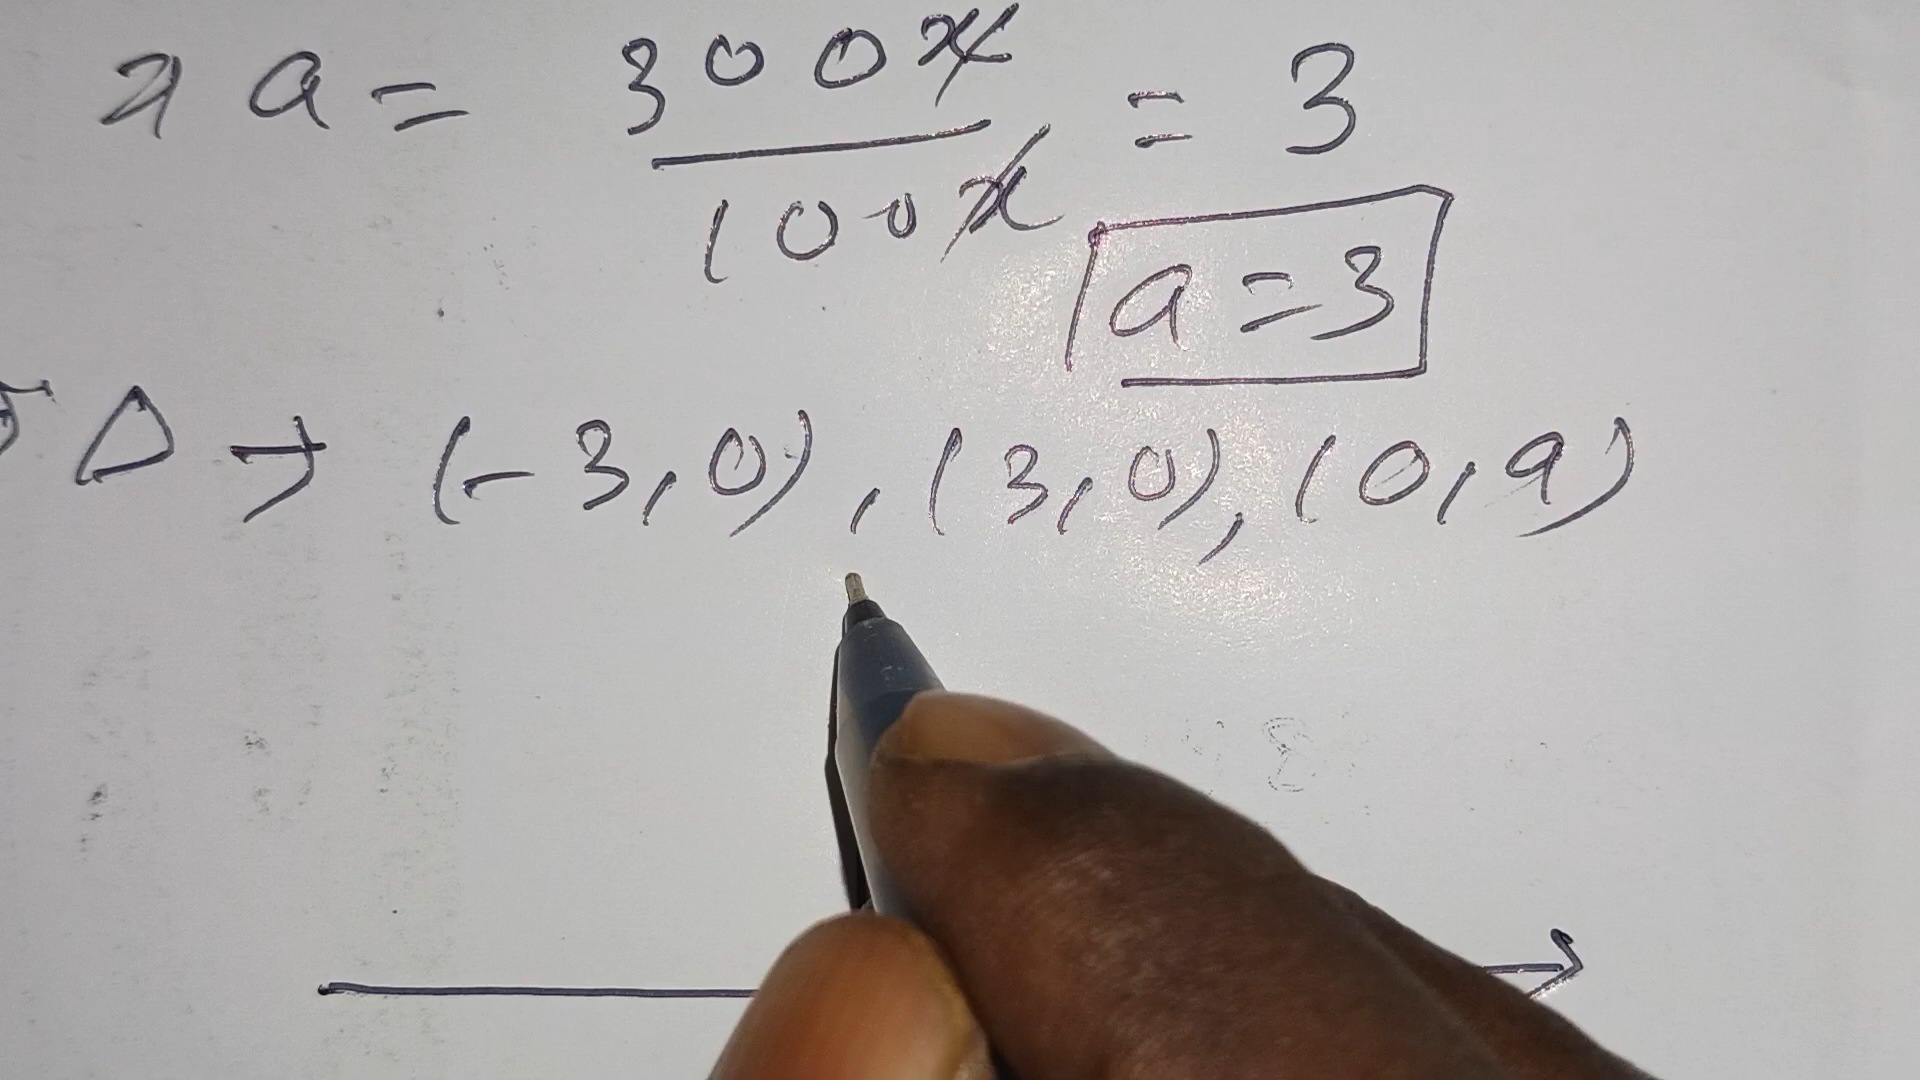 x a = 300x / 100x = 3
a = 3
Δ → (-3,0), (3,0), (0,9)